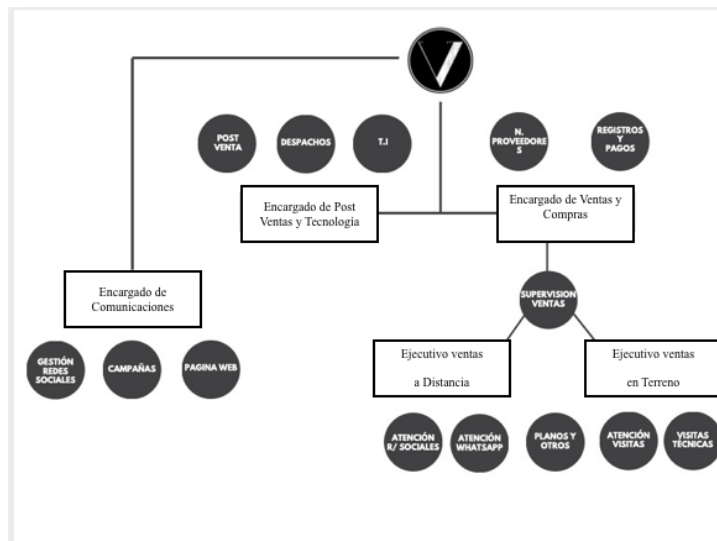 V
POST
VENTA
DESPACHOS
T.I
N.
PROVEEDORE
S
REGISTROS
Y
PAGOS
Encargado de Post
Ventas y Tecnología
Encargado de Ventas y
Compras
Encargado de
Comunicaciones
SUPERVISION
VENTAS
GESTIÓN
REDES
SOCIALES
CAMPAÑAS
PAGINA WEB
Ejecutivo ventas
a Distancia
Ejecutivo ventas
en Terreno
ATENCIÓN
R/ SOCIALES
ATENCIÓN
WHATSAPP
PLANOS Y
OTROS
ATENCIÓN
VISITAS
VISITAS
TÉCNICAS